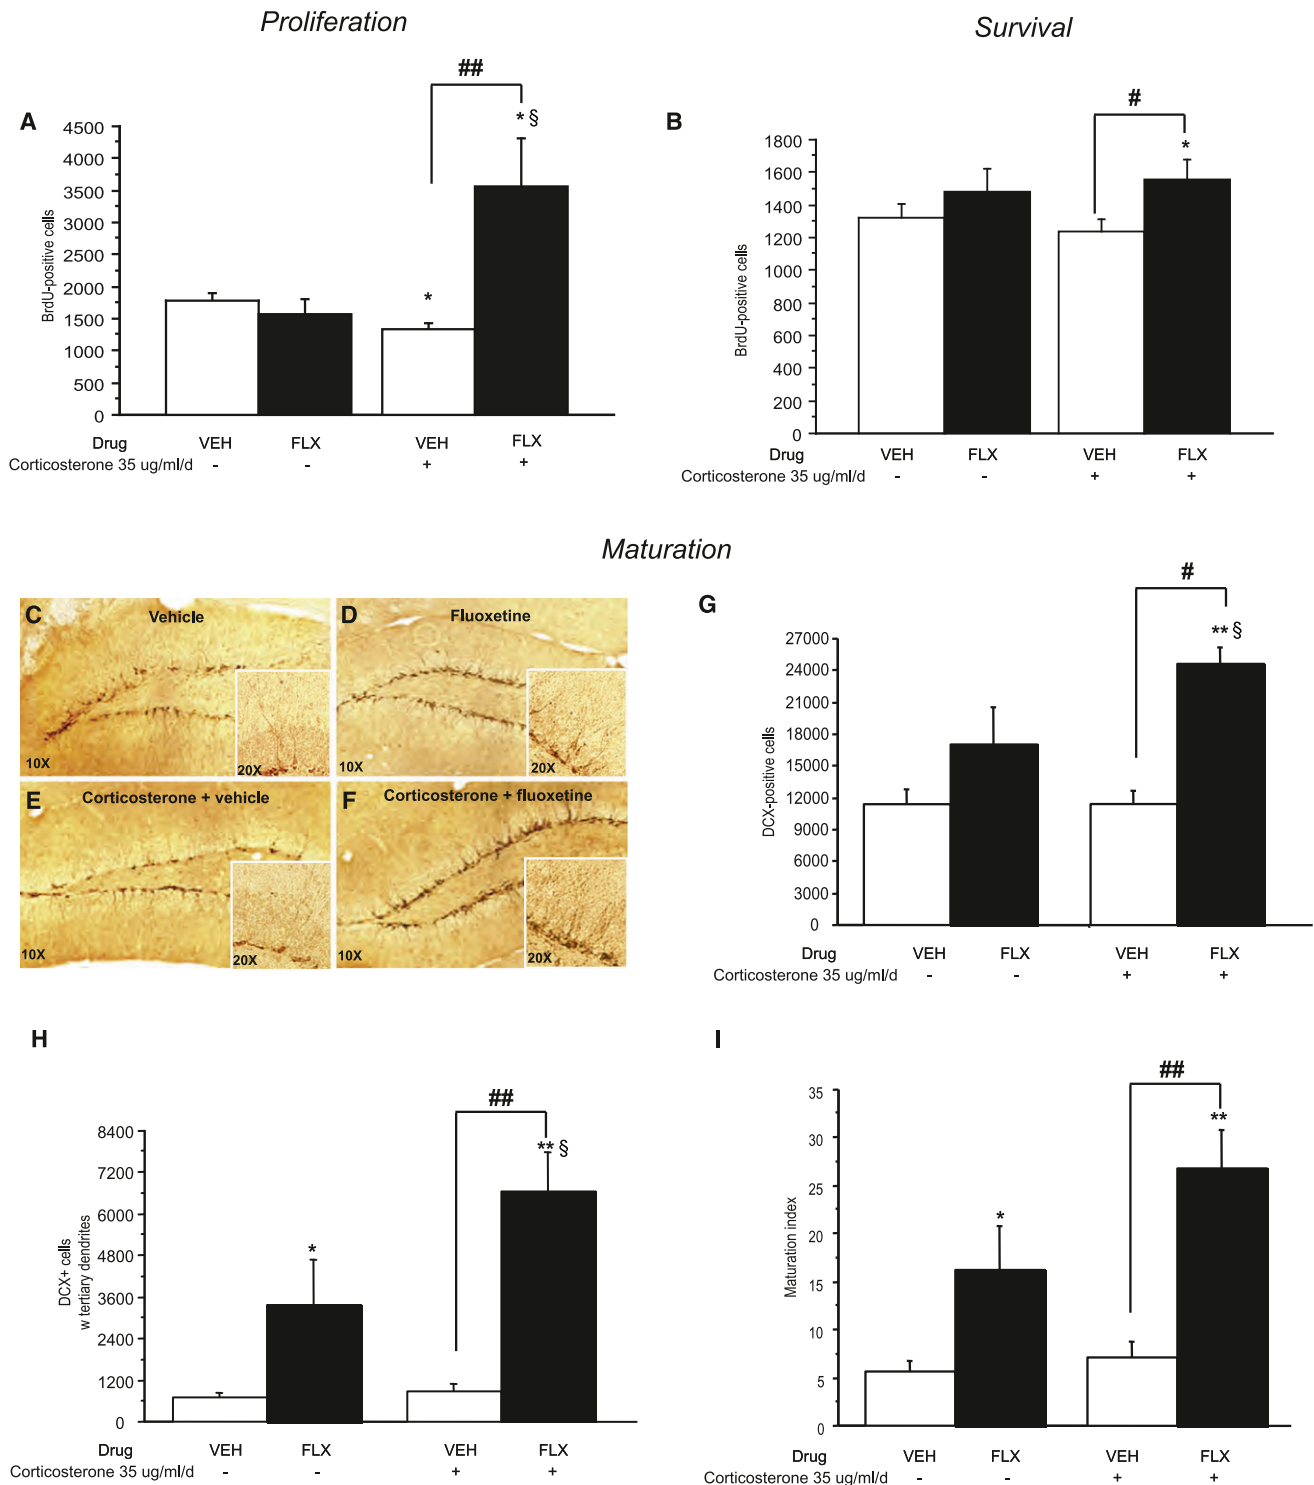 Proliferation
Survival
A
##
* §
*
4500
4000
3500
3000
2500
2000
1500
1000
500
0
BrdU-positive cells
Drug VEH FLX VEH FLX
Corticosterone 35 ug/ml/d - - + +
B
#
*
1800
1600
1400
1200
1000
800
600
400
200
0
BrdU-positive cells
Drug VEH FLX VEH FLX
Corticosterone 35 ug/ml/d - - + +
Maturation
C Vehicle
10X
20X
D Fluoxetine
10X
20X
E Corticosterone + vehicle
10X
20X
F Corticosterone + fluoxetine
10X
20X
G
#
** §
27000
24000
21000
18000
15000
12000
9000
6000
3000
0
DCX-positive cells
Drug VEH FLX VEH FLX
Corticosterone 35 ug/ml/d - - + +
H
##
** §
*
8400
7200
6000
4800
3600
2400
1200
0
DCX+ cells
w tertiary dendrites
Drug VEH FLX VEH FLX
Corticosterone 35 ug/ml/d - - + +
I
##
**
*
35
30
25
20
15
10
5
0
Maturation index
Drug VEH FLX VEH FLX
Corticosterone 35 ug/ml/d - - + +